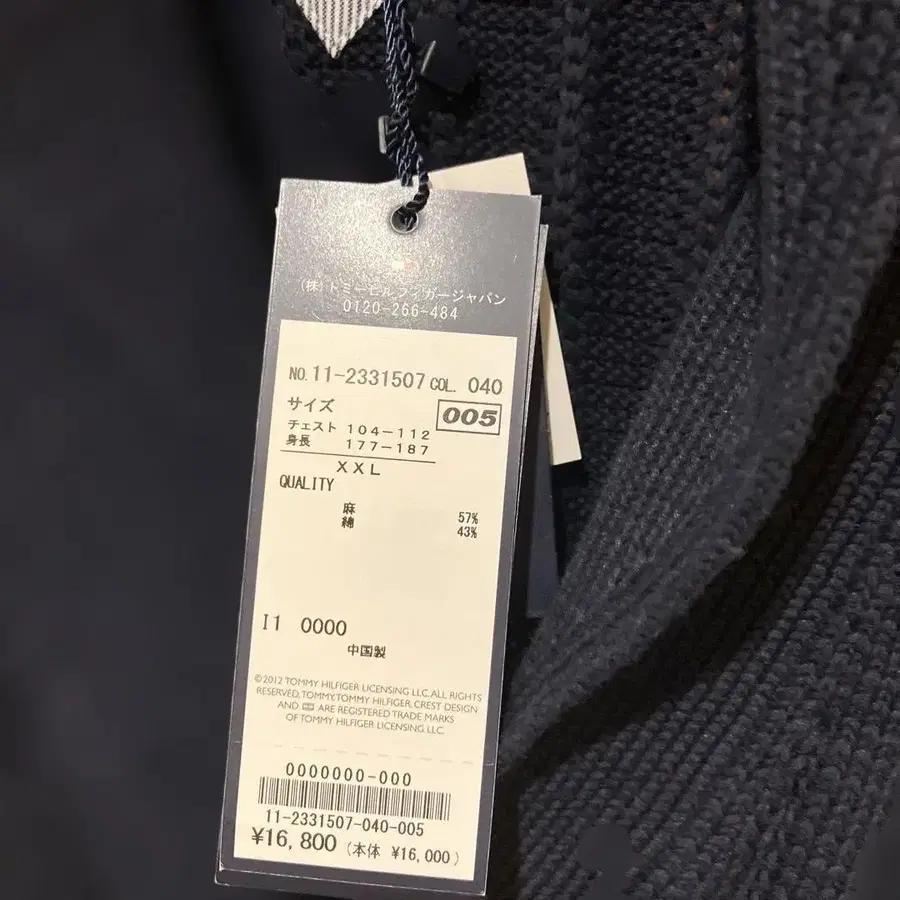 (株)トミーヒルフィガージャパン
0120-266-484
NO. 11-2331507 COL. 040
サイズ 005
チェスト 104-112
身長 177-187
XXL
QUALITY
麻 57%
綿 43%
I1 0000
中国製
©2012 TOMMY HILFIGER LICENSING LLC. ALL RIGHTS
RESERVED, TOMMY, TOMMY HILFIGER, CREST DESIGN
AND ARE REGISTERED TRADE MARKS
OF TOMMY HILFIGER LICENSING LLC.
0000000-000
11-2331507-040-005
¥16,800 (本体 ¥16,000)